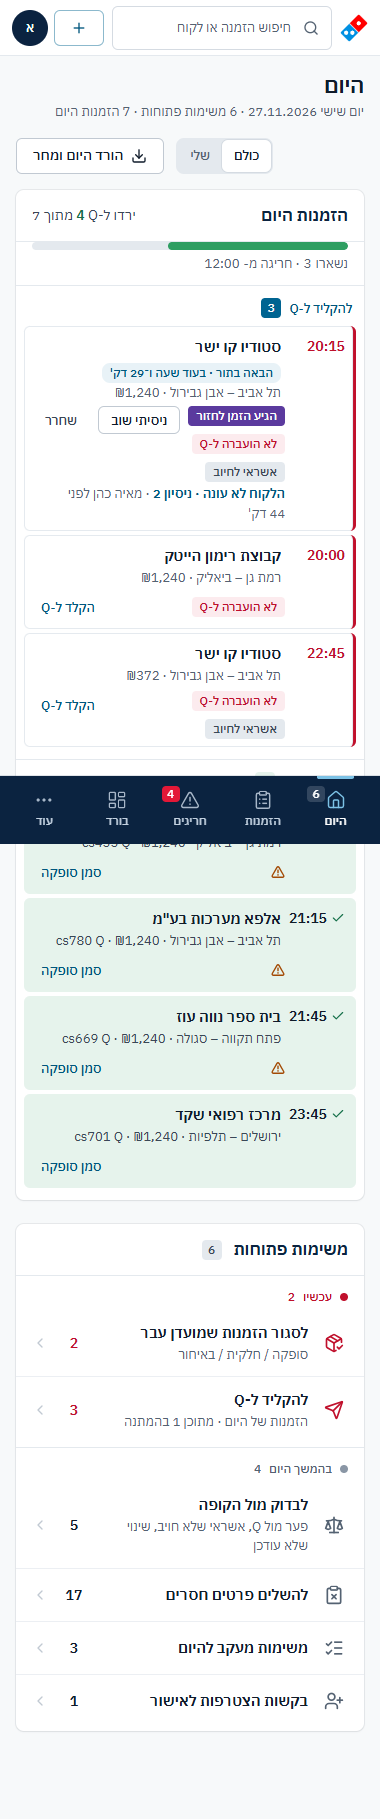 חיפוש הזמנה או לקוח
+
א
היום
יום שישי 27.11.2026 · 6 משימות פתוחות · 7 הזמנות היום
כולם
שלי
הורד היום ומחר
הזמנות היום
ירדו ל-Q 4 מתוך 7
נשארו 3 · חריגה מ- 12:00
להקליד ל-Q 3
20:15
סטודיו קו ישר
הבאה בתור · בעוד שעה ו־29 דק'
תל אביב – אבן גבירול · ₪1,240
הגיע הזמן לחזור
ניסיתי שוב
שחרר
לא הועברה ל-Q
אשראי לחיוב
הלקוח לא עונה · ניסיון 2 · מאיה כהן לפני
44 דק'
20:00
קבוצת רימון הייטק
רמת גן – ביאליק · ₪1,240
לא הועברה ל-Q
הקלד ל-Q
22:45
סטודיו קו ישר
תל אביב – אבן גבירול · ₪372
לא הועברה ל-Q
הקלד ל-Q
אשראי לחיוב
היום 6
הזמנות
חריגים 4
בורד
עוד
סמן סופקה
21:15
אלפא מערכות בע"מ
תל אביב – אבן גבירול · ₪1,240 · cs780 Q
סמן סופקה
21:45
בית ספר נווה עוז
פתח תקווה – סגולה · ₪1,240 · cs669 Q
סמן סופקה
23:45
מרכז רפואי שקד
ירושלים – תלפיות · ₪1,240 · cs701 Q
סמן סופקה
משימות פתוחות 6
עכשיו 2
לסגור הזמנות שמועדן עבר
2
סופקה / חלקית / באיחור
להקליד ל-Q
3
הזמנות של היום · מתוכן 1 בהמתנה
בהמשך היום 4
לבדוק מול הקופה
5
פער מול Q, אשראי שלא חויב, שינוי
שלא עודכן
להשלים פרטים חסרים
17
משימות מעקב להיום
3
בקשות הצטרפות לאישור
1